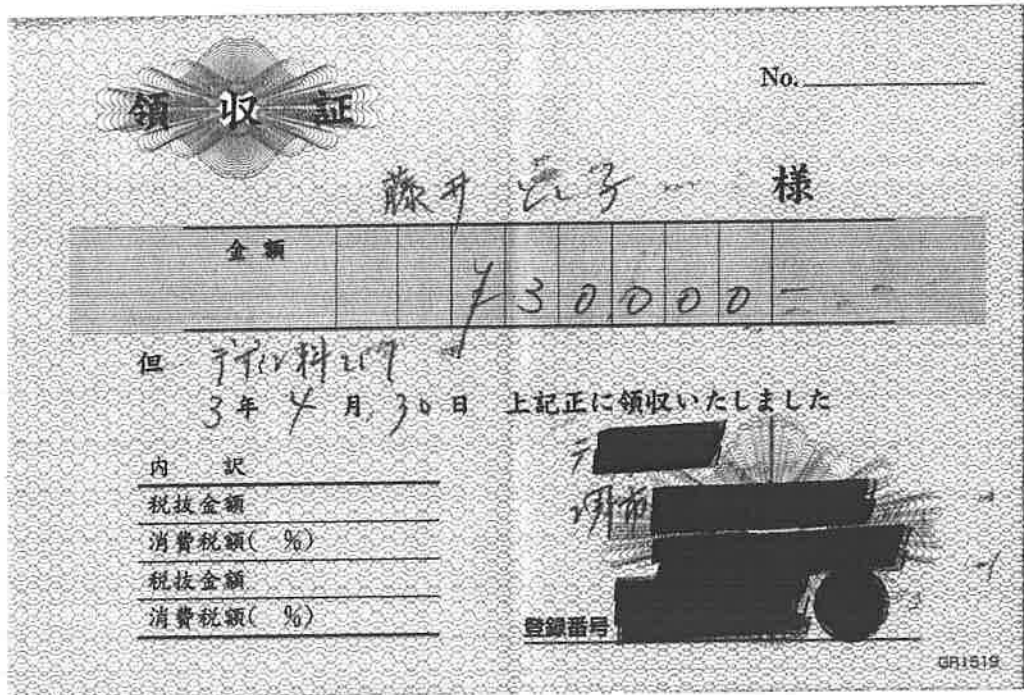 領収証
No.
藤井 子 様
金額
¥30000-
但 デザイン料として
3年4月30日 上記正に領収いたしました
〒
内訳
市
税抜金額
消費税額( %)
税抜金額
消費税額( %)
登録番号
GR1519